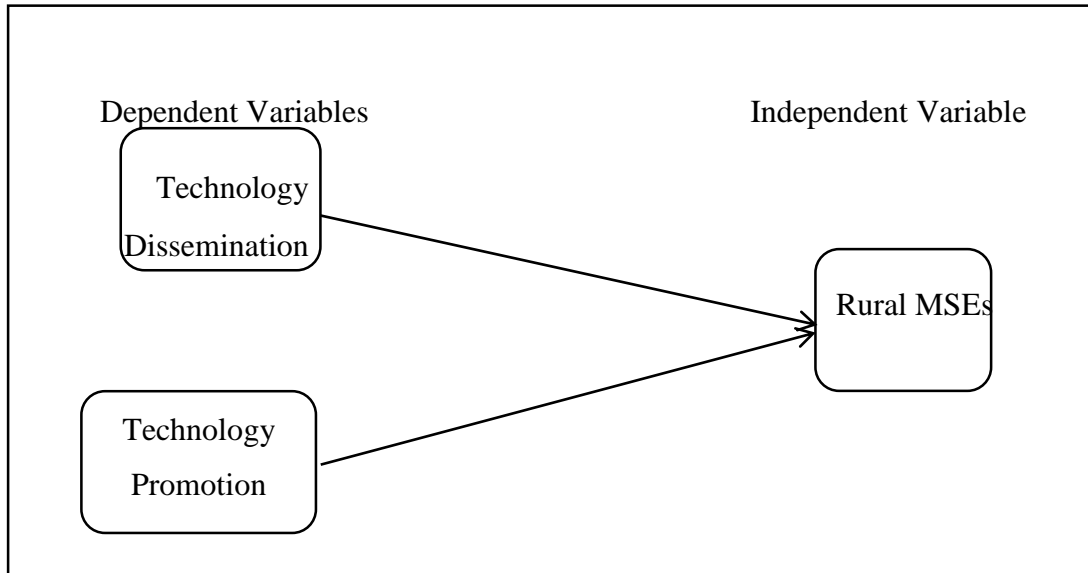 Dependent Variables
Independent Variable
Technology
Dissemination
Rural MSEs
Technology
Promotion